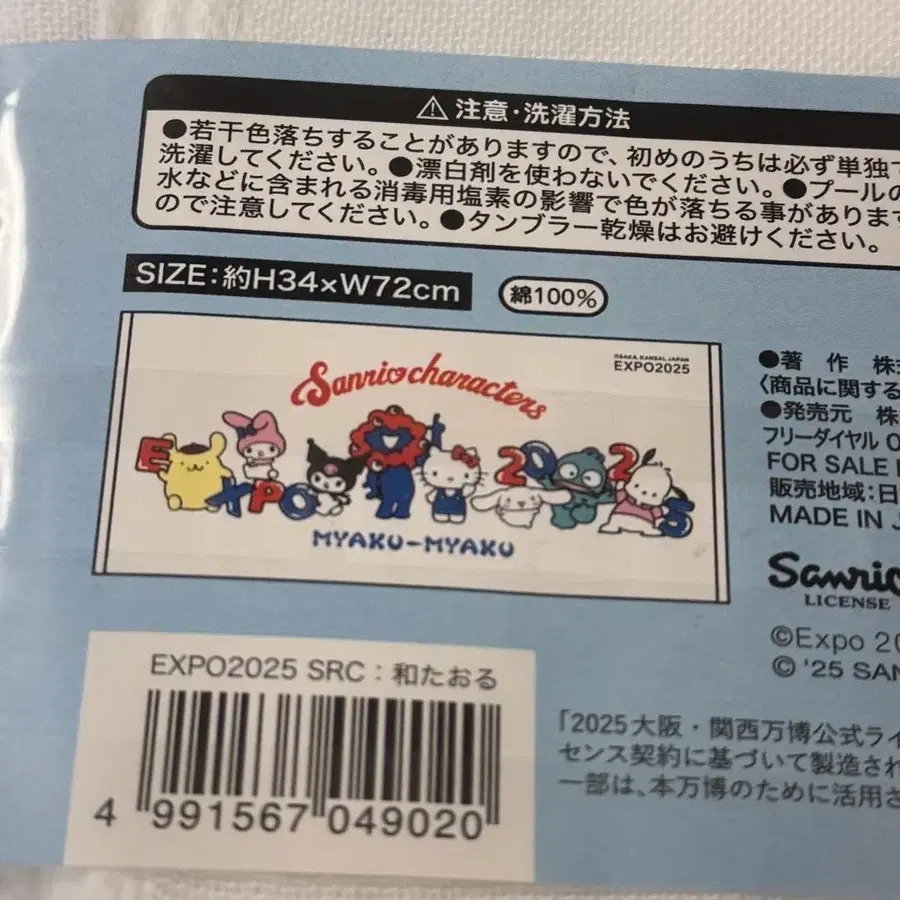 ⚠注意・洗濯方法
●若干色落ちすることがありますので、初めのうちは必ず単独で
洗濯してください。●漂白剤を使わないでください。●プールの
水などに含まれる消毒用塩素の影響で色が落ちる事があります
ので注意してください。●タンブラー乾燥はお避けください。
SIZE:約H34×W72cm
綿100%
Sanrio characters
OSAKA, KANSAI, JAPAN
EXPO2025
EXPO
2025
MYAKU-MYAKU
●著 作 株
〈商品に関する
●発売元 株
フリーダイヤル 0
FOR SALE
販売地域:日
MADE IN
Sanrio
LICENSE
©Expo 20
© '25 SAN
EXPO2025 SRC:和たおる
4 991567 049020
「2025大阪・関西万博公式ライ
センス契約に基づいて製造され
一部は、本万博のために活用さ